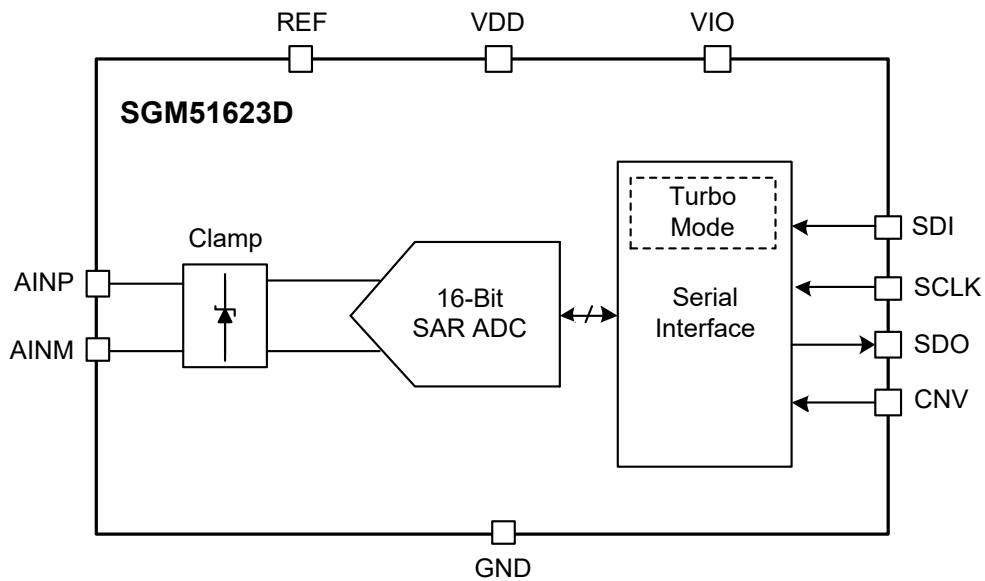 REF
VDD
VIO
SGM51623D
Turbo
Mode
SDI
Clamp
AINP
16-Bit
SAR ADC
Serial
Interface
SCLK
AINM
SDO
CNV
GND